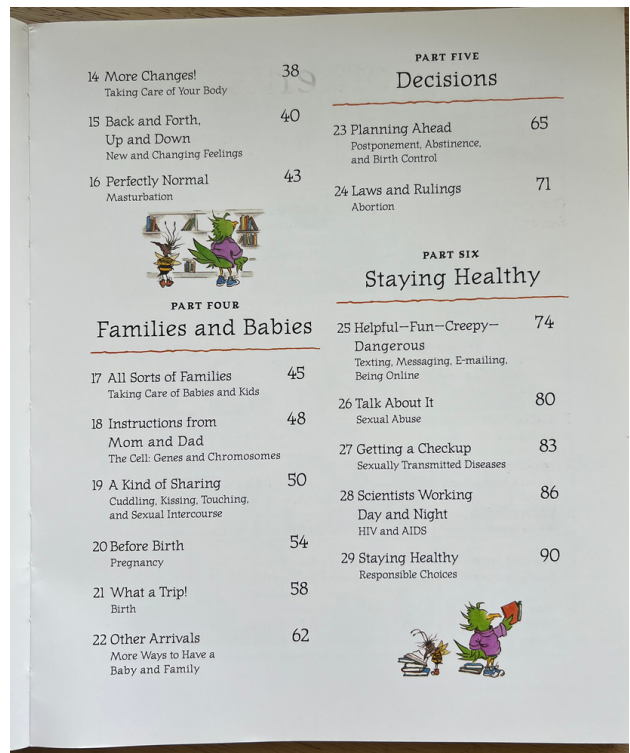 14 More Changes! 38
Taking Care of Your Body
15 Back and Forth, 40
Up and Down
New and Changing Feelings
16 Perfectly Normal 43
Masturbation
PART FOUR
Families and Babies
17 All Sorts of Families 45
Taking Care of Babies and Kids
18 Instructions from 48
Mom and Dad
The Cell: Genes and Chromosomes
19 A Kind of Sharing 50
Cuddling, Kissing, Touching,
and Sexual Intercourse
20 Before Birth 54
Pregnancy
21 What a Trip! 58
Birth
22 Other Arrivals 62
More Ways to Have a
Baby and Family
PART FIVE
Decisions
23 Planning Ahead 65
Postponement, Abstinence,
and Birth Control
24 Laws and Rulings 71
Abortion
PART SIX
Staying Healthy
25 Helpful—Fun—Creepy— 74
Dangerous
Texting, Messaging, E-mailing,
Being Online
26 Talk About It 80
Sexual Abuse
27 Getting a Checkup 83
Sexually Transmitted Diseases
28 Scientists Working 86
Day and Night
HIV and AIDS
29 Staying Healthy 90
Responsible Choices